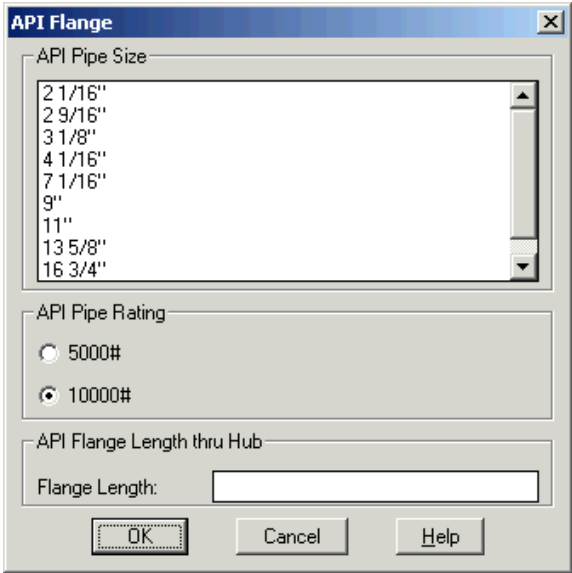 API Flange
API Pipe Size
2 1/16"
2 9/16"
3 1/8"
4 1/16"
7 1/16"
9"
11"
13 5/8"
16 3/4"
API Pipe Rating
5000#
10000#
API Flange Length thru Hub
Flange Length:
OK Cancel Help